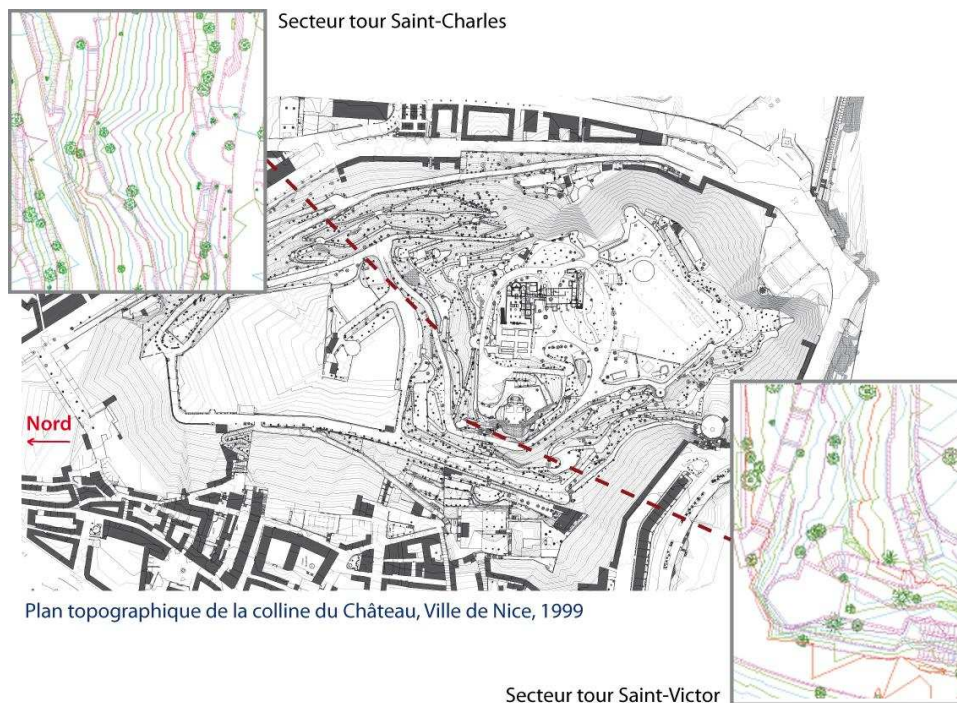 Secteur tour Saint-Charles
Nord
Plan topographique de la colline du Château, Ville de Nice, 1999
Secteur tour Saint-Victor